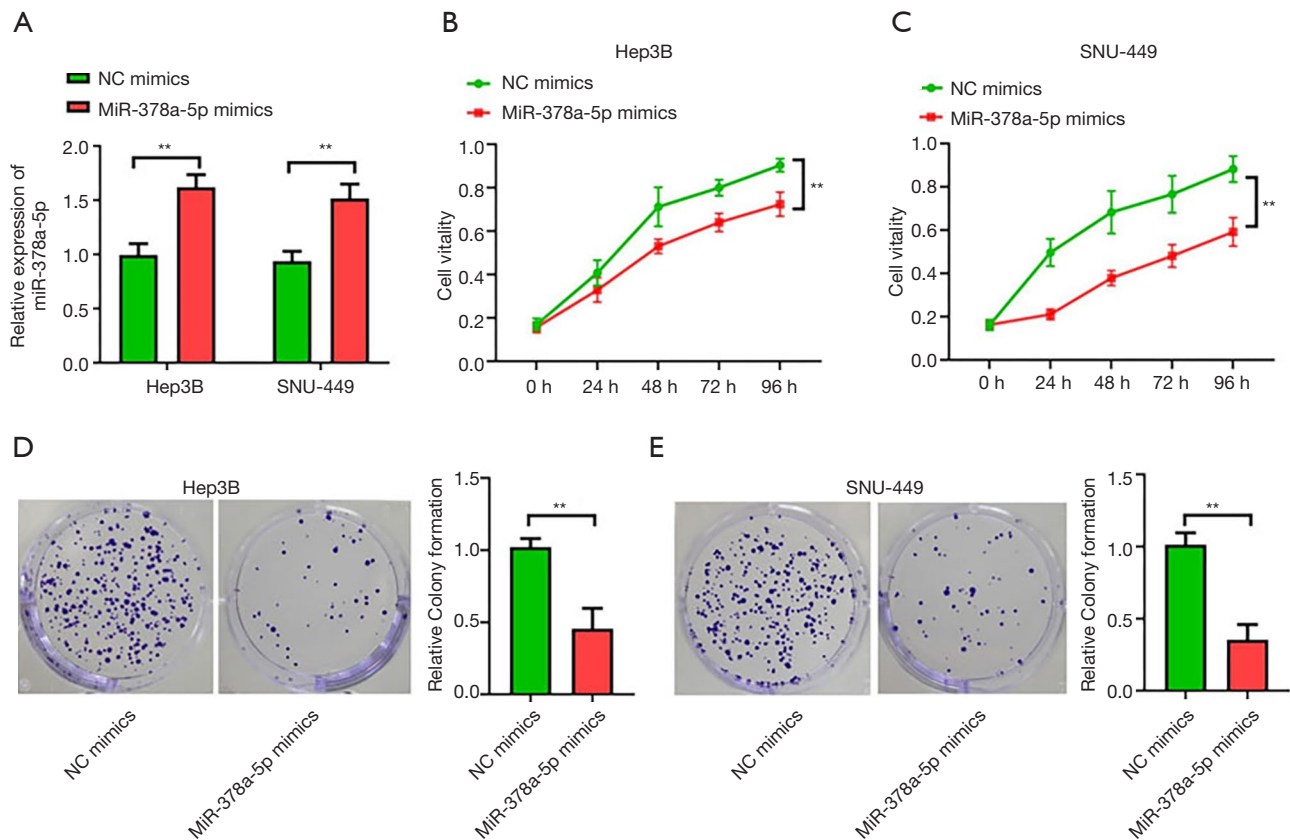 A
NC mimics
MiR-378a-5p mimics
Relative expression of
miR-378a-5p
2.0
1.5
1.0
0.5
0.0
**
**
Hep3B
SNU-449
B
Hep3B
NC mimics
MiR-378a-5p mimics
Cell vitality
1.0
0.8
0.6
0.4
0.2
0.0
**
0 h
24 h
48 h
72 h
96 h
C
SNU-449
NC mimics
MiR-378a-5p mimics
Cell vitality
1.0
0.8
0.6
0.4
0.2
0.0
**
0 h
24 h
48 h
72 h
96 h
D
Hep3B
NC mimics
MiR-378a-5p mimics
Relative Colony formation
1.5
1.0
0.5
0.0
**
NC mimics
MiR-378a-5p mimics
E
SNU-449
NC mimics
MiR-378a-5p mimics
Relative Colony formation
1.5
1.0
0.5
0.0
**
NC mimics
MiR-378a-5p mimics